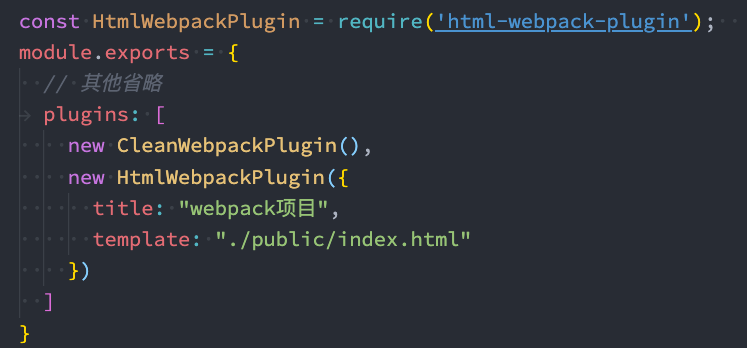 const HtmlWebpackPlugin = require('html-webpack-plugin');
module.exports = {
// 其他省略
plugins: [
new CleanWebpackPlugin(),
new HtmlWebpackPlugin({
title: "webpack项目",
template: "./public/index.html"
})
]
}